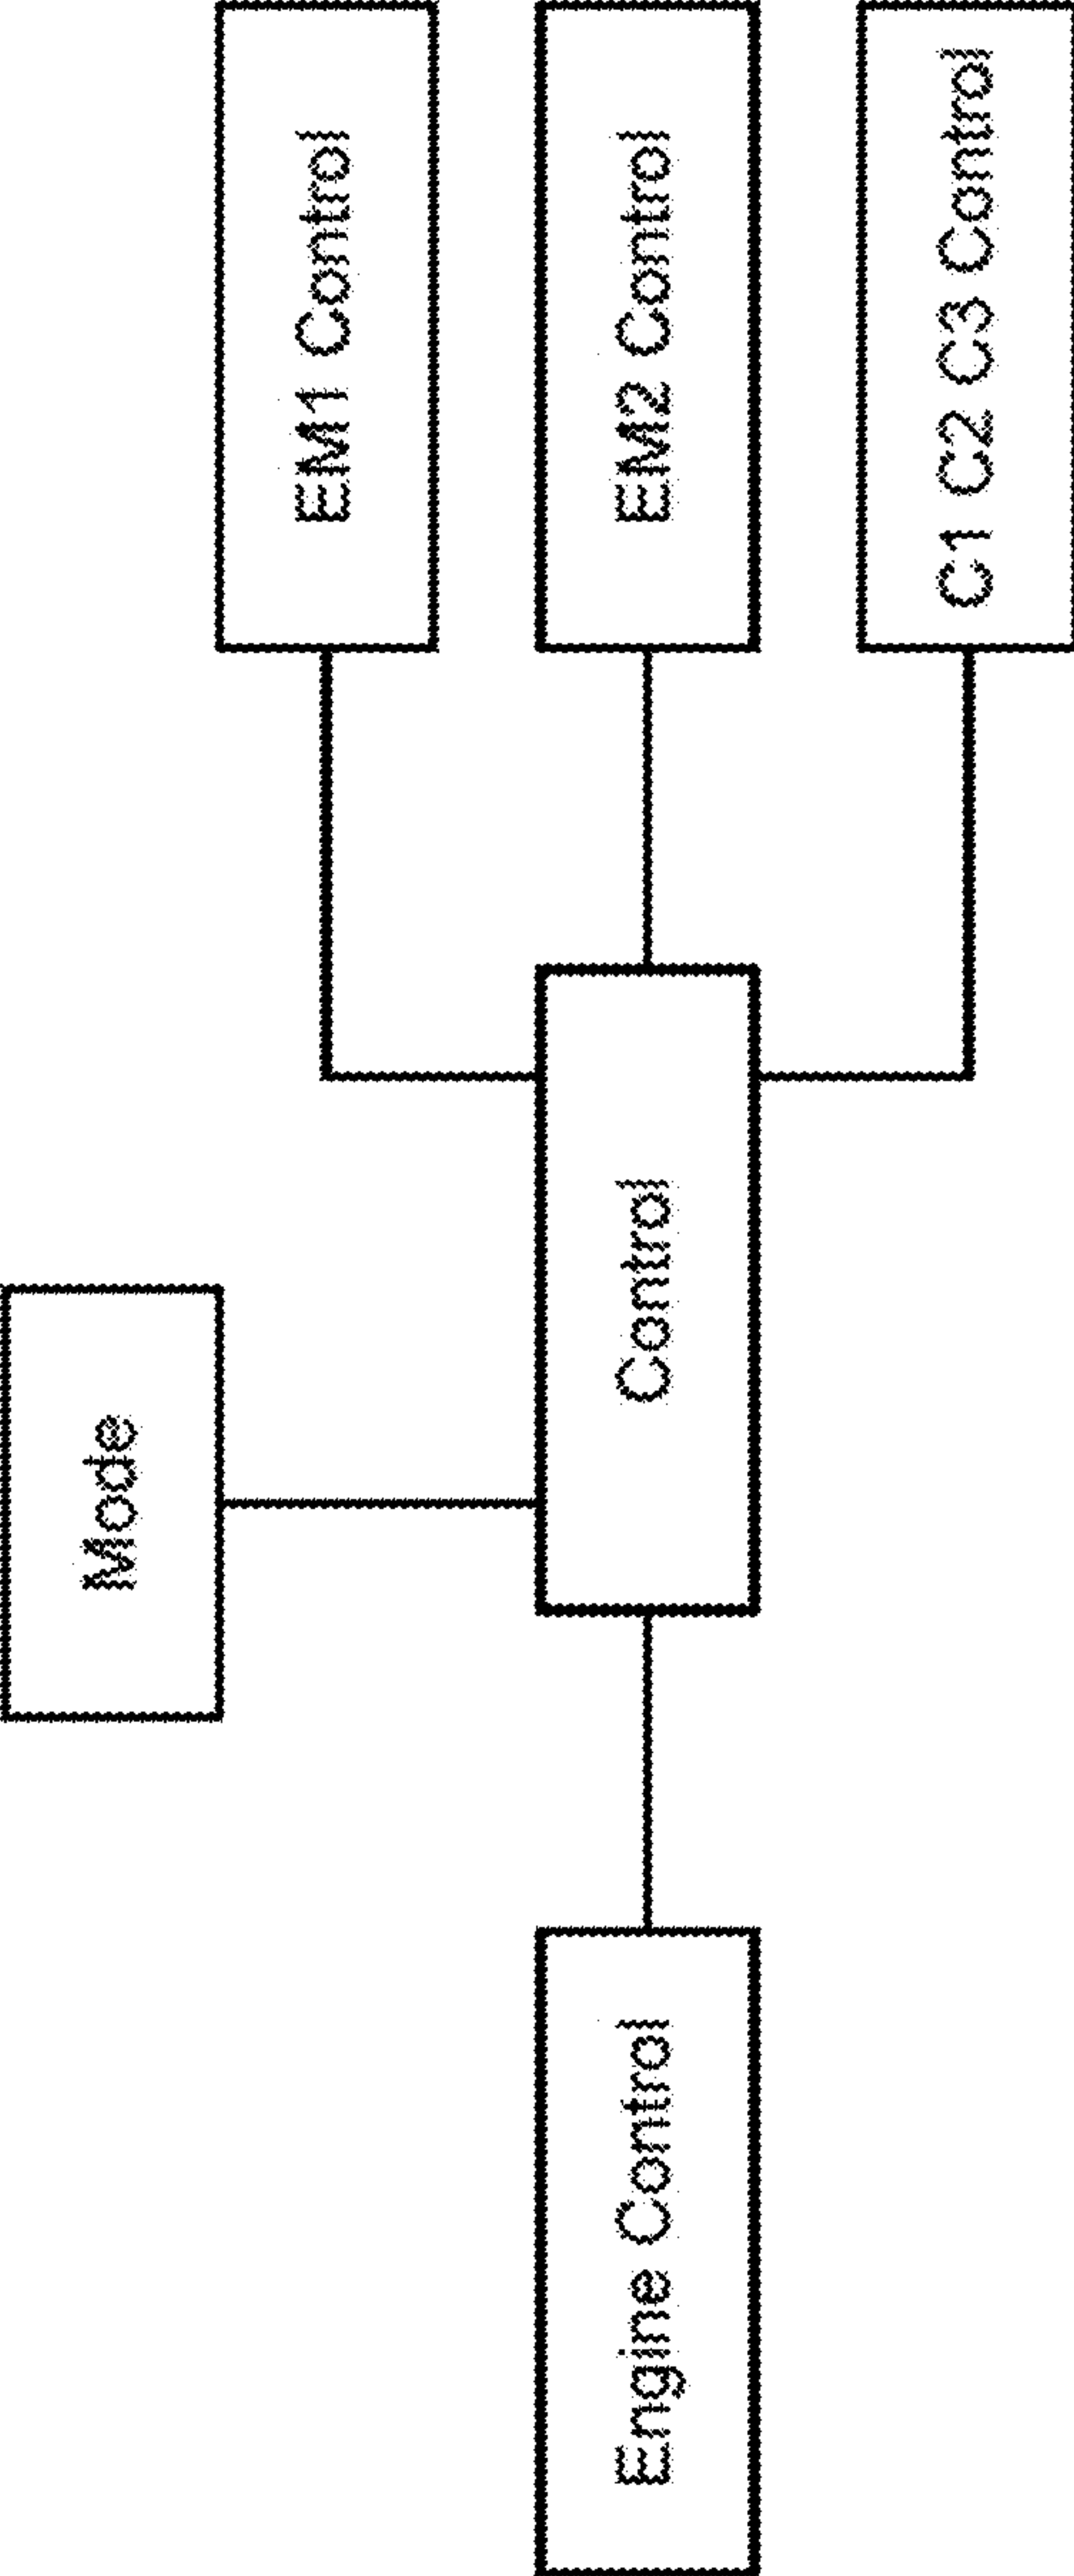 Mode
EM1 Control
Engine Control
Control
EM2 Control
C1 C2 C3 Control